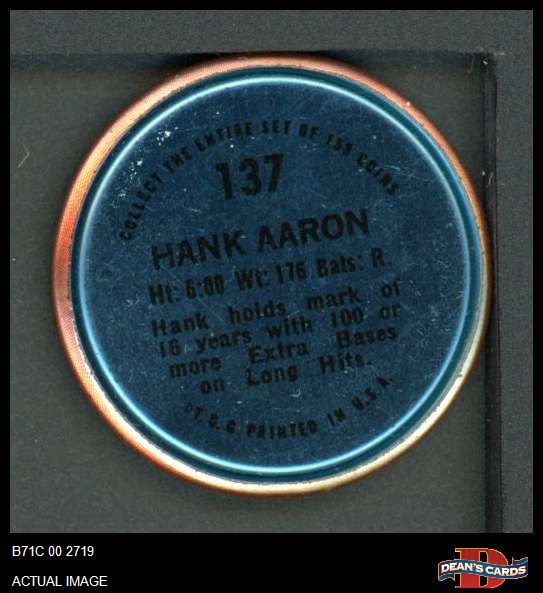 COLLECT THE ENTIRE SET OF 153 COINS
137
HANK AARON
Ht: 6:00 Wt: 176 Bats: R.
Hank holds mark of
16 years with 100 or
more Extra Bases
on Long Hits.
©T.C.G. PRINTED IN U.S.A.
B71C 00 2719
ACTUAL IMAGE
DEAN'S CARDS